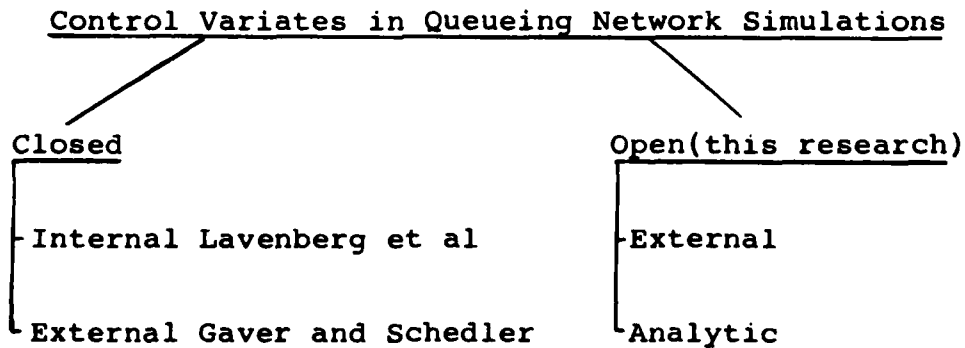 Control Variates in Queueing Network Simulations
Closed
Open(this research)
Internal Lavenberg et al
External
External Gaver and Schedler
Analytic